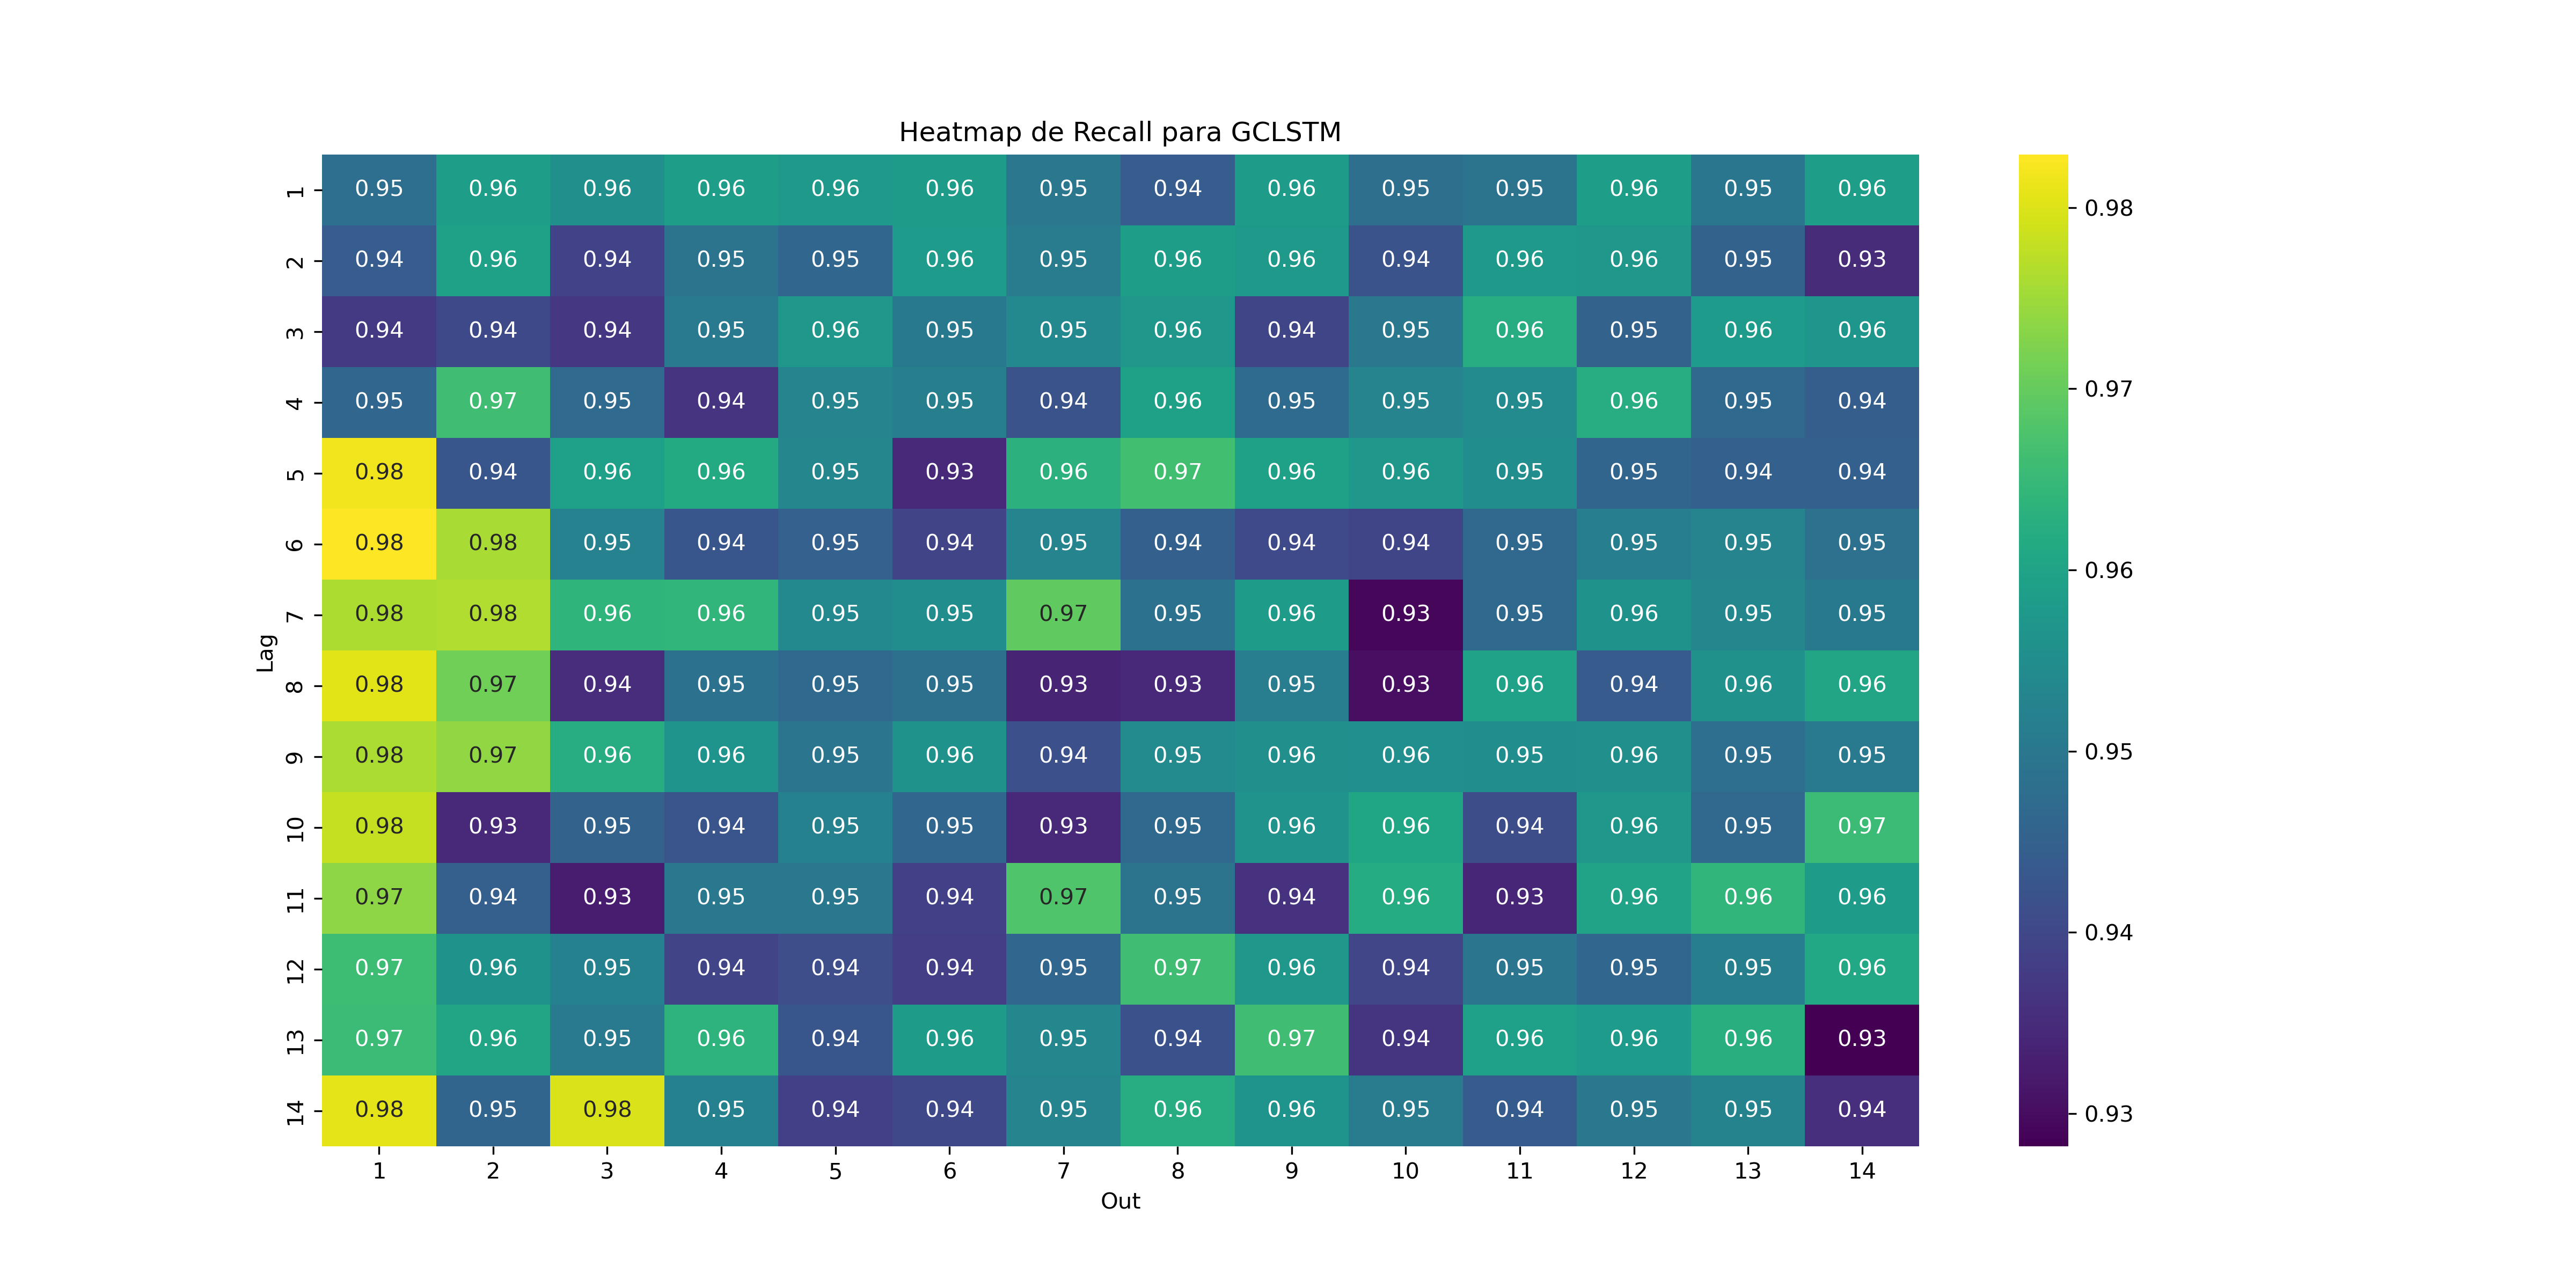 Heatmap de Recall para GCLSTM
1 0.95 0.96 0.96 0.96 0.96 0.96 0.95 0.94 0.96 0.95 0.95 0.96 0.95 0.96
2 0.94 0.96 0.94 0.95 0.95 0.96 0.95 0.96 0.96 0.94 0.96 0.96 0.95 0.93
3 0.94 0.94 0.94 0.95 0.96 0.95 0.95 0.96 0.94 0.95 0.96 0.95 0.96 0.96
4 0.95 0.97 0.95 0.94 0.95 0.95 0.94 0.96 0.95 0.95 0.95 0.96 0.95 0.94
5 0.98 0.94 0.96 0.96 0.95 0.93 0.96 0.97 0.96 0.96 0.95 0.95 0.94 0.94
6 0.98 0.98 0.95 0.94 0.95 0.94 0.95 0.94 0.94 0.94 0.95 0.95 0.95 0.95
7 0.98 0.98 0.96 0.96 0.95 0.95 0.97 0.95 0.96 0.93 0.95 0.96 0.95 0.95
8 0.98 0.97 0.94 0.95 0.95 0.95 0.93 0.93 0.95 0.93 0.96 0.94 0.96 0.96
9 0.98 0.97 0.96 0.96 0.95 0.96 0.94 0.95 0.96 0.96 0.95 0.96 0.95 0.95
10 0.98 0.93 0.95 0.94 0.95 0.95 0.93 0.95 0.96 0.96 0.94 0.96 0.95 0.97
11 0.97 0.94 0.93 0.95 0.95 0.94 0.97 0.95 0.94 0.96 0.93 0.96 0.96 0.96
12 0.97 0.96 0.95 0.94 0.94 0.94 0.95 0.97 0.96 0.94 0.95 0.95 0.95 0.96
13 0.97 0.96 0.95 0.96 0.94 0.96 0.95 0.94 0.97 0.94 0.96 0.96 0.96 0.93
14 0.98 0.95 0.98 0.95 0.94 0.94 0.95 0.96 0.96 0.95 0.94 0.95 0.95 0.94
1 2 3 4 5 6 7 8 9 10 11 12 13 14
Out
Lag
0.98
0.97
0.96
0.95
0.94
0.93